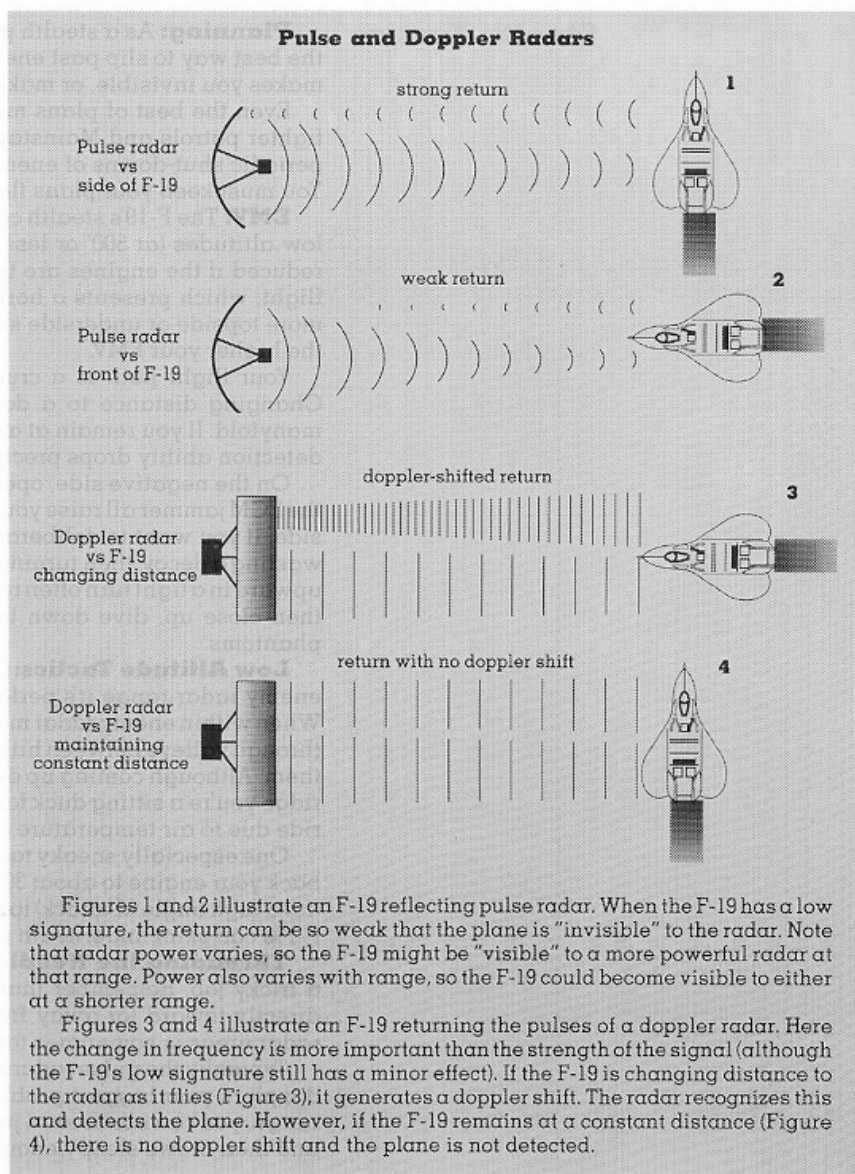 Pulse and Doppler Radars
strong return
1
Pulse radar
vs
side of F-19
weak return
2
Pulse radar
vs
front of F-19
doppler-shifted return
3
Doppler radar
vs F-19
changing distance
return with no doppler shift
4
Doppler radar
vs F-19
maintaining
constant distance
Figures 1 and 2 illustrate an F-19 reflecting pulse radar. When the F-19 has a low
signature, the return can be so weak that the plane is "invisible" to the radar. Note
that radar power varies, so the F-19 might be "visible" to a more powerful radar at
that range. Power also varies with range, so the F-19 could become visible to either
at a shorter range.
Figures 3 and 4 illustrate an F-19 returning the pulses of a doppler radar. Here
the change in frequency is more important than the strength of the signal (although
the F-19's low signature still has a minor effect). If the F-19 is changing distance to
the radar as it flies (Figure 3), it generates a doppler shift. The radar recognizes this
and detects the plane. However, if the F-19 remains at a constant distance (Figure
4), there is no doppler shift and the plane is not detected.